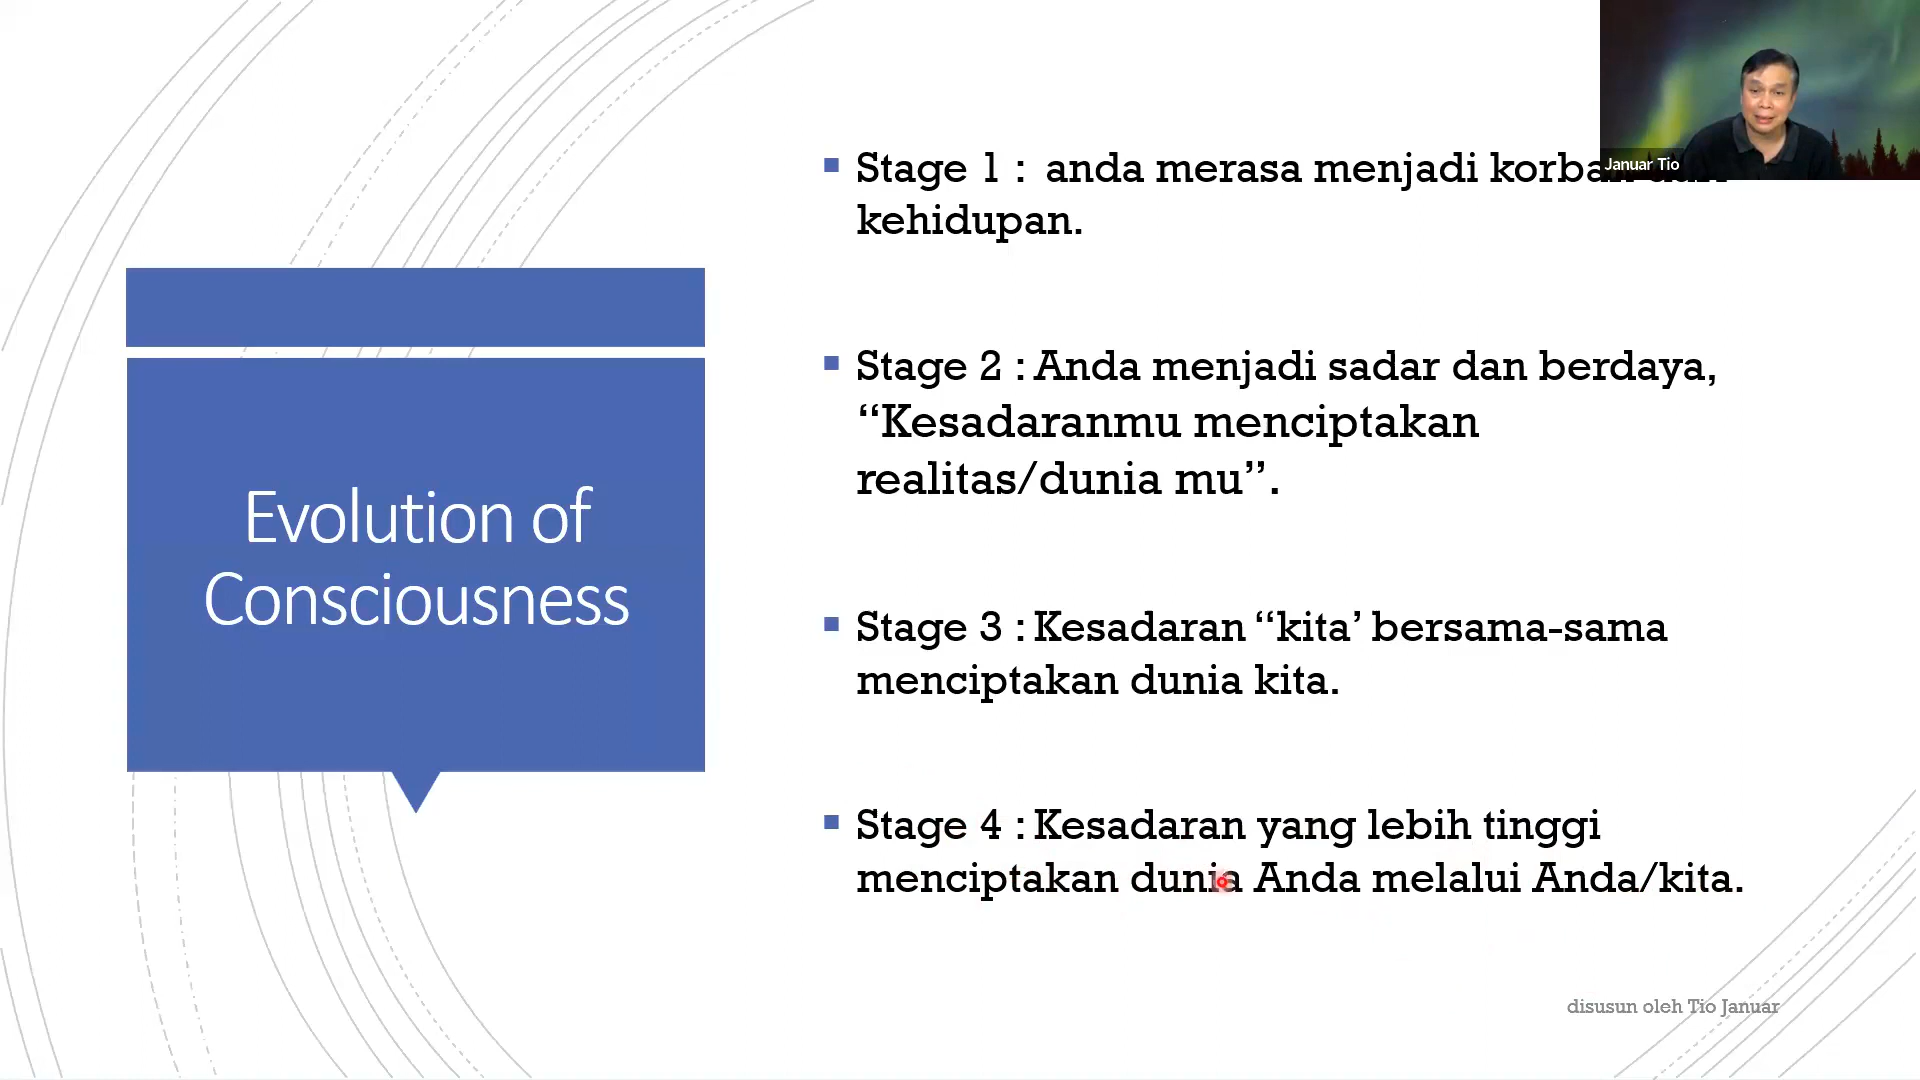 Januar Tio
Evolution of
Consciousness
Stage 1 : anda merasa menjadi korban
kehidupan.
Stage 2 : Anda menjadi sadar dan berdaya,
“Kesadaranmu menciptakan
realitas/dunia mu”.
Stage 3 : Kesadaran “kita’ bersama-sama
menciptakan dunia kita.
Stage 4 : Kesadaran yang lebih tinggi
menciptakan dunia Anda melalui Anda/kita.
disusun oleh Tio Januar